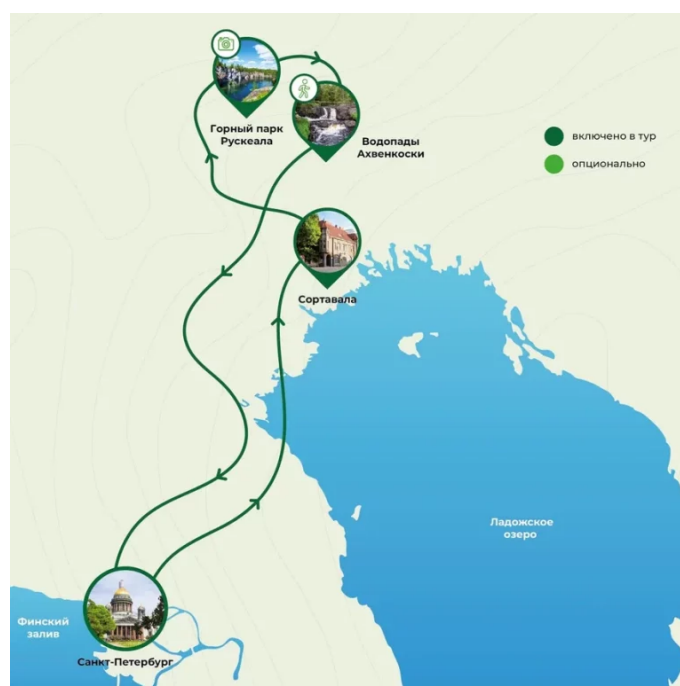 Горный парк
Рускеала
Водопады
Ахвенкоски
включено в тур
опционально
Сортавала
Ладожское
озеро
Финский
залив
Санкт-Петербург